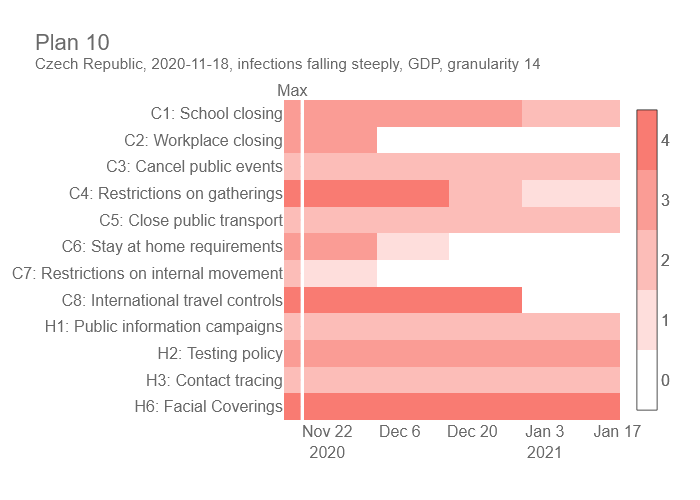 Plan 10
Czech Republic, 2020-11-18, infections falling steeply, GDP, granularity 14
Max
C1: School closing
C2: Workplace closing
C3: Cancel public events
C4: Restrictions on gatherings
C5: Close public transport
C6: Stay at home requirements
C7: Restrictions on internal movement
C8: International travel controls
H1: Public information campaigns
H2: Testing policy
H3: Contact tracing
H6: Facial Coverings
4
3
2
1
0
Nov 22 Dec 6 Dec 20 Jan 3 Jan 17
2020 2021